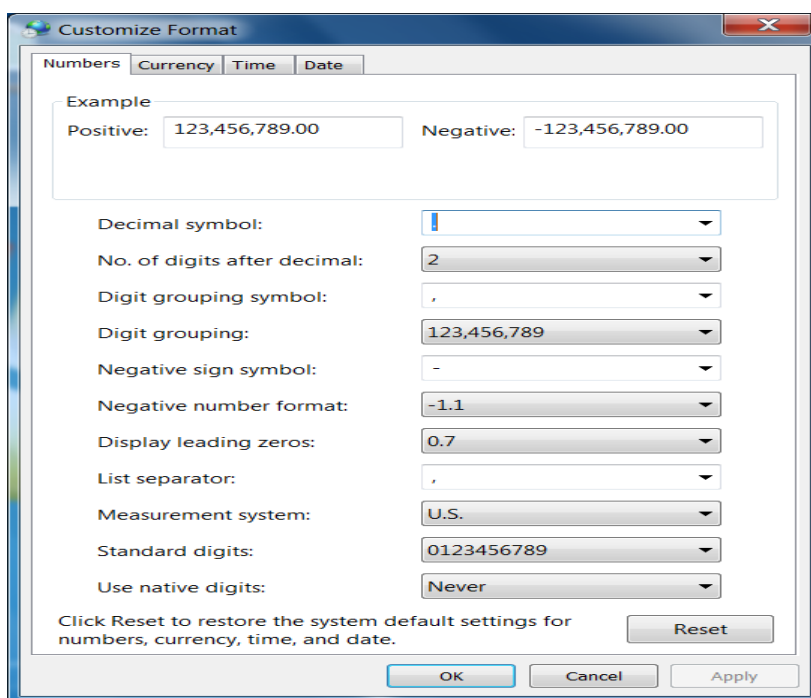 Customize Format
Numbers Currency Time Date
Example
Positive: 123,456,789.00 Negative: -123,456,789.00
Decimal symbol: .
No. of digits after decimal: 2
Digit grouping symbol: ,
Digit grouping: 123,456,789
Negative sign symbol: -
Negative number format: -1.1
Display leading zeros: 0.7
List separator: ,
Measurement system: U.S.
Standard digits: 0123456789
Use native digits: Never
Click Reset to restore the system default settings for
numbers, currency, time, and date.
Reset
OK Cancel Apply